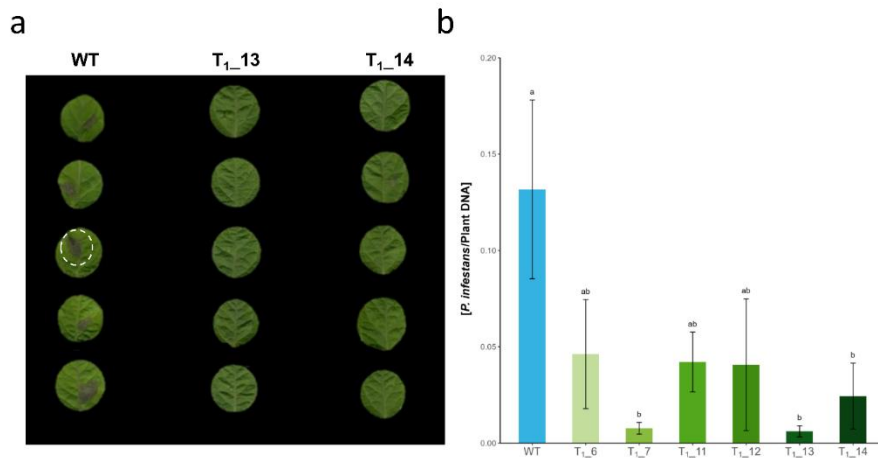 a
WT T₁_13 T₁_14
b
[P. infestans/Plant DNA]
0.20
0.15
0.10
0.05
0.00
a
ab
b
ab
ab
b
b
WT T₁_6 T₁_7 T₁_11 T₁_12 T₁_13 T₁_14